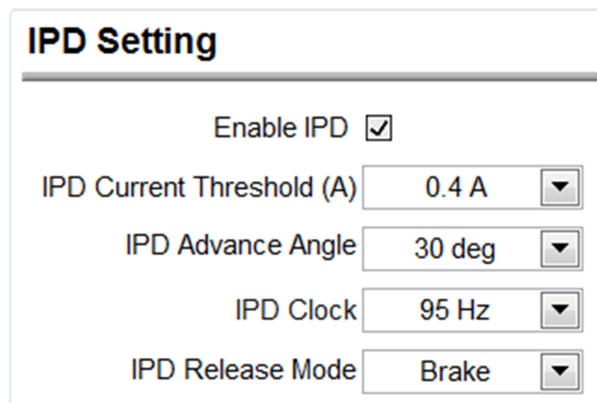 IPD Setting
Enable IPD
IPD Current Threshold (A) 0.4 A
IPD Advance Angle 30 deg
IPD Clock 95 Hz
IPD Release Mode Brake